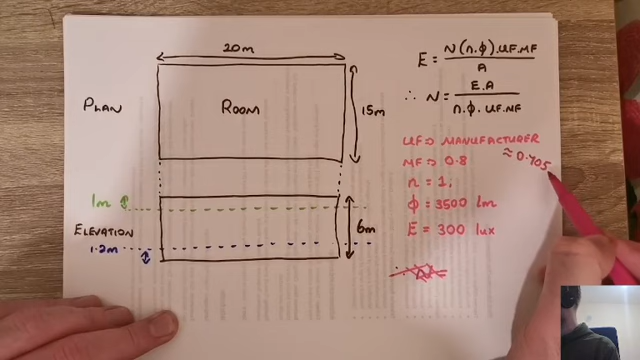 20m
PLAN
ROOM
15m
1m
ELEVATION
1.2m
6m
E = N(n.Φ).UF.MF / A
∴ N = E.A / n.Φ.UF.MF
UF => MANUFACTURER
≈ 0.705
MF => 0.8
n = 1,
Φ = 3500 lm
E = 300 lux